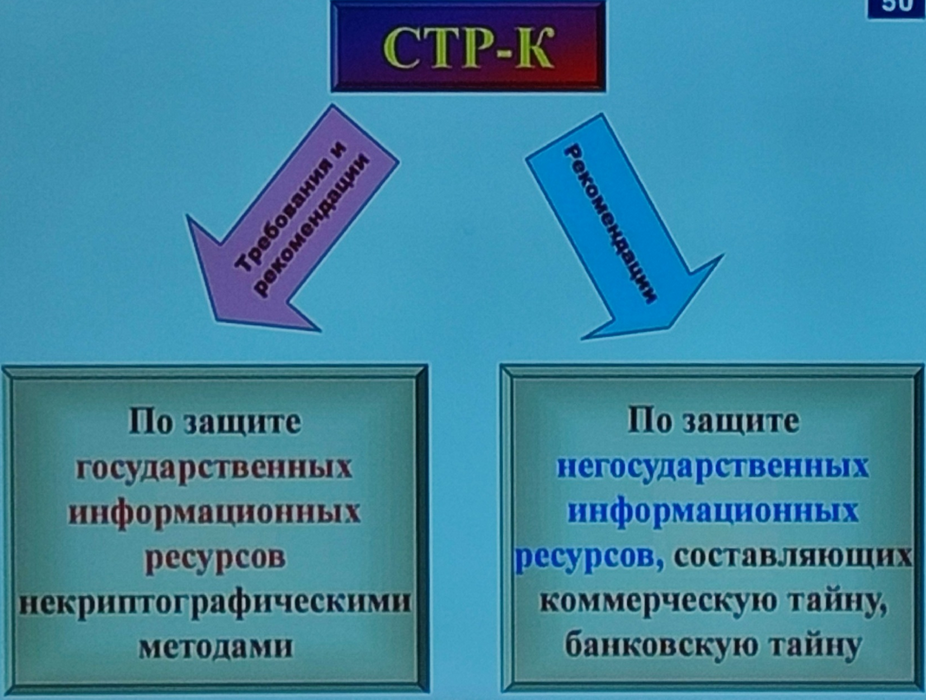 50
СТР-К
Требования и
рекомендации
Рекомендации
По защите
государственных
информационных
ресурсов
некриптографическими
методами
По защите
негосударственных
информационных
ресурсов, составляющих
коммерческую тайну,
банковскую тайну